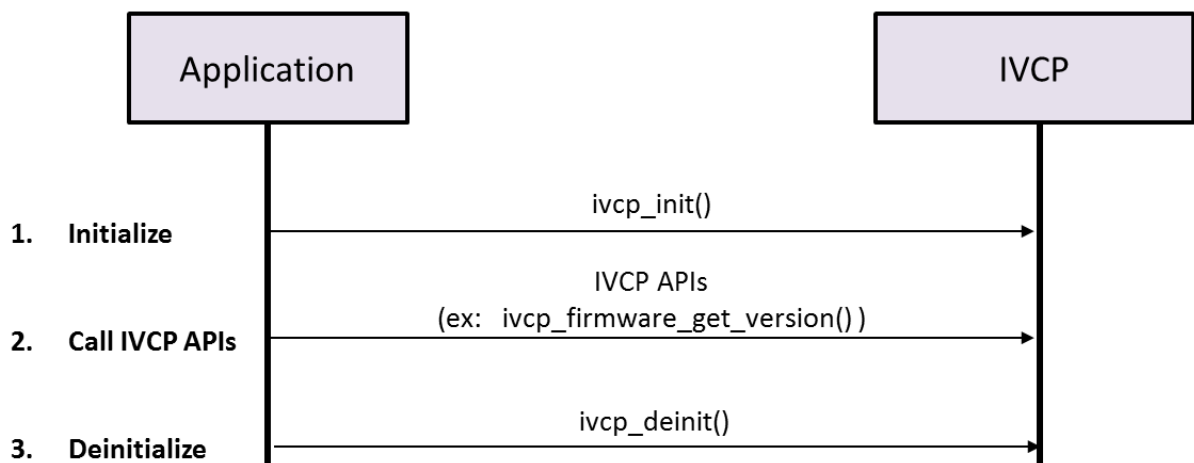 Application
IVCP
ivcp_init()
1. Initialize
IVCP APIs
(ex: ivcp_firmware_get_version() )
2. Call IVCP APIs
ivcp_deinit()
3. Deinitialize